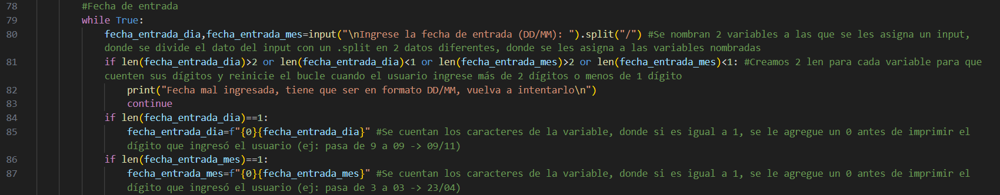 78 #Fecha de entrada
79 while True:
80 fecha_entrada_dia,fecha_entrada_mes=input("\nIngrese la fecha de entrada (DD/MM): ").split("/") #Se nombran 2 variables a las que se les asigna un input,
donde se divide el dato del input con un .split en 2 datos diferentes, donde se les asigna a las variables nombradas
81 if len(fecha_entrada_dia)>2 or len(fecha_entrada_dia)<1 or len(fecha_entrada_mes)>2 or len(fecha_entrada_mes)<1: #Creamos 2 len para cada variable para que
cuenten sus dígitos y reinicie el bucle cuando el usuario ingrese más de 2 dígitos o menos de 1 dígito
82 print("Fecha mal ingresada, tiene que ser en formato DD/MM, vuelva a intentarlo\n")
83 continue
84 if len(fecha_entrada_dia)==1:
85 fecha_entrada_dia=f"{0}{fecha_entrada_dia}" #Se cuentan los caracteres de la variable, donde si es igual a 1, se le agregue un 0 antes de imprimir el
dígito que ingresó el usuario (ej: pasa de 9 a 09 -> 09/11)
86 if len(fecha_entrada_mes)==1:
87 fecha_entrada_mes=f"{0}{fecha_entrada_mes}" #Se cuentan los caracteres de la variable, donde si es igual a 1, se le agregue un 0 antes de imprimir el
dígito que ingresó el usuario (ej: pasa de 3 a 03 -> 23/04)